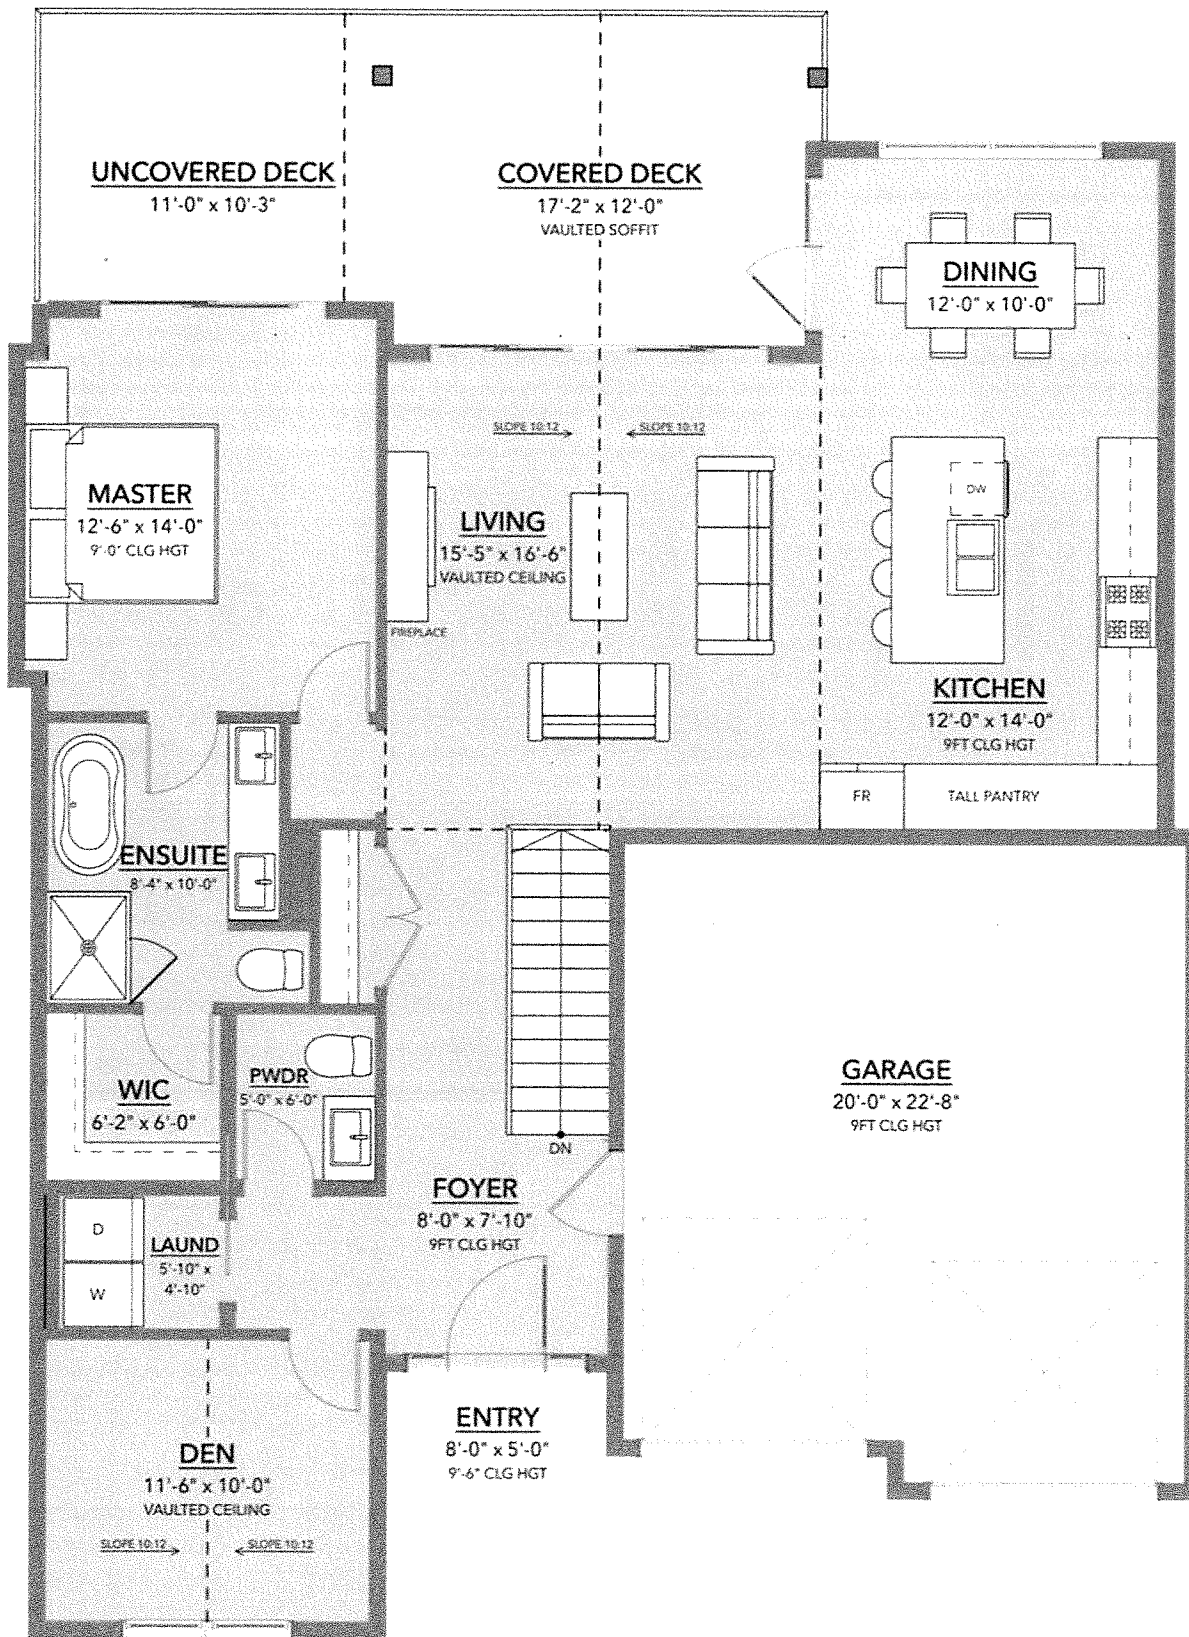 UNCOVERED DECK
11'-0" x 10'-3"
COVERED DECK
17'-2" x 12'-0"
VAULTED SOFFIT
DINING
12'-0" x 10'-0"
SLOPE 10:12
SLOPE 10:12
MASTER
12'-6" x 14'-0"
9'-0" CLG HGT
LIVING
15'-5" x 16'-6"
VAULTED CEILING
DW
FIREPLACE
KITCHEN
12'-0" x 14'-0"
9FT CLG HGT
FR
TALL PANTRY
ENSUITE
8'-4" x 10'-0"
WIC
6'-2" x 6'-0"
PWDR
5'-0" x 6'-0"
GARAGE
20'-0" x 22'-8"
9FT CLG HGT
DN
FOYER
8'-0" x 7'-10"
9FT CLG HGT
D
W
LAUND
5'-10" x
4'-10"
ENTRY
8'-0" x 5'-0"
9'-6" CLG HGT
DEN
11'-6" x 10'-0"
VAULTED CEILING
SLOPE 10:12
SLOPE 10:12